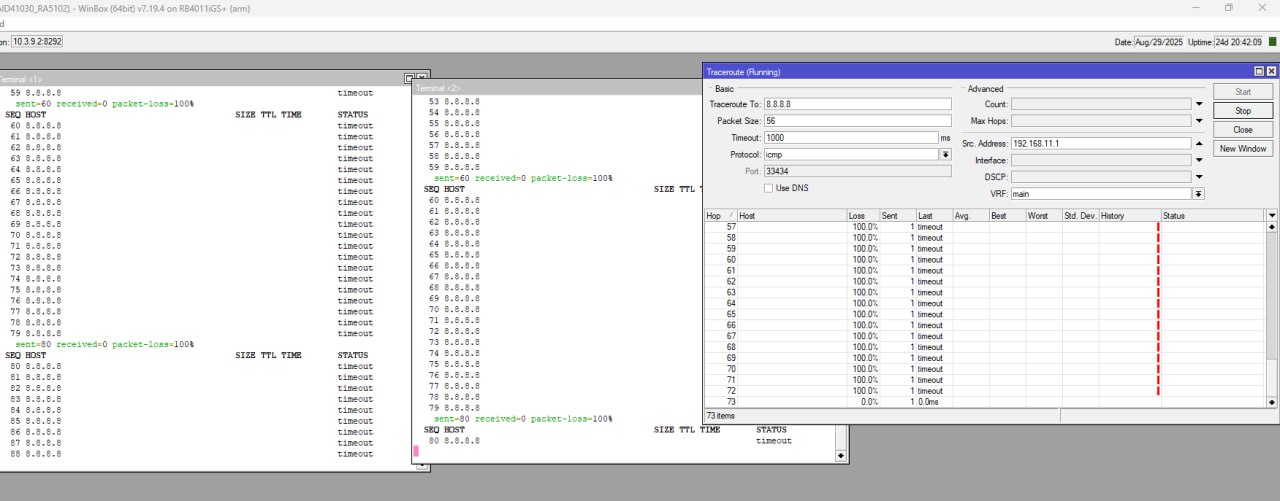 AID41030_RA5102) - WinBox (64bit) v7.19.4 on RB4011iGS+ (arm)
d
on: 10.3.9.2:8292
Date: Aug/29/2025 Uptime: 24d 20:42:09
Terminal <1>
59 8.8.8.8 timeout
sent=60 received=0 packet-loss=100%
SEQ HOST SIZE TTL TIME STATUS
60 8.8.8.8 timeout
61 8.8.8.8 timeout
62 8.8.8.8 timeout
63 8.8.8.8 timeout
64 8.8.8.8 timeout
65 8.8.8.8 timeout
66 8.8.8.8 timeout
67 8.8.8.8 timeout
68 8.8.8.8 timeout
69 8.8.8.8 timeout
70 8.8.8.8 timeout
71 8.8.8.8 timeout
72 8.8.8.8 timeout
73 8.8.8.8 timeout
74 8.8.8.8 timeout
75 8.8.8.8 timeout
76 8.8.8.8 timeout
77 8.8.8.8 timeout
78 8.8.8.8 timeout
79 8.8.8.8 timeout
sent=80 received=0 packet-loss=100%
SEQ HOST SIZE TTL TIME STATUS
80 8.8.8.8 timeout
81 8.8.8.8 timeout
82 8.8.8.8 timeout
83 8.8.8.8 timeout
84 8.8.8.8 timeout
85 8.8.8.8 timeout
86 8.8.8.8 timeout
87 8.8.8.8 timeout
88 8.8.8.8 timeout
Terminal <2>
53 8.8.8.8
54 8.8.8.8
55 8.8.8.8
56 8.8.8.8
57 8.8.8.8
58 8.8.8.8
59 8.8.8.8
sent=60 received=0 packet-loss=100%
SEQ HOST SIZE TTL T
60 8.8.8.8
61 8.8.8.8
62 8.8.8.8
63 8.8.8.8
64 8.8.8.8
65 8.8.8.8
66 8.8.8.8
67 8.8.8.8
68 8.8.8.8
69 8.8.8.8
70 8.8.8.8
71 8.8.8.8
72 8.8.8.8
73 8.8.8.8
74 8.8.8.8
75 8.8.8.8
76 8.8.8.8
77 8.8.8.8
78 8.8.8.8
79 8.8.8.8
sent=80 received=0 packet-loss=100%
SEQ HOST SIZE TTL TIME STATUS
80 8.8.8.8 timeout
Traceroute (Running)
Basic
Traceroute To: 8.8.8.8
Packet Size: 56
Timeout: 1000 ms
Protocol: icmp
Port: 33434
Use DNS
Advanced
Count:
Max Hops:
Src. Address: 192.168.11.1
Interface:
DSCP:
VRF: main
Start
Stop
Close
New Window
Hop / Host Loss Sent Last Avg. Best Worst Std. Dev. History Status
57 100.0% 1 timeout
58 100.0% 1 timeout
59 100.0% 1 timeout
60 100.0% 1 timeout
61 100.0% 1 timeout
62 100.0% 1 timeout
63 100.0% 1 timeout
64 100.0% 1 timeout
65 100.0% 1 timeout
66 100.0% 1 timeout
67 100.0% 1 timeout
68 100.0% 1 timeout
69 100.0% 1 timeout
70 100.0% 1 timeout
71 100.0% 1 timeout
72 100.0% 1 timeout
73 0.0% 1 0.0ms
73 items